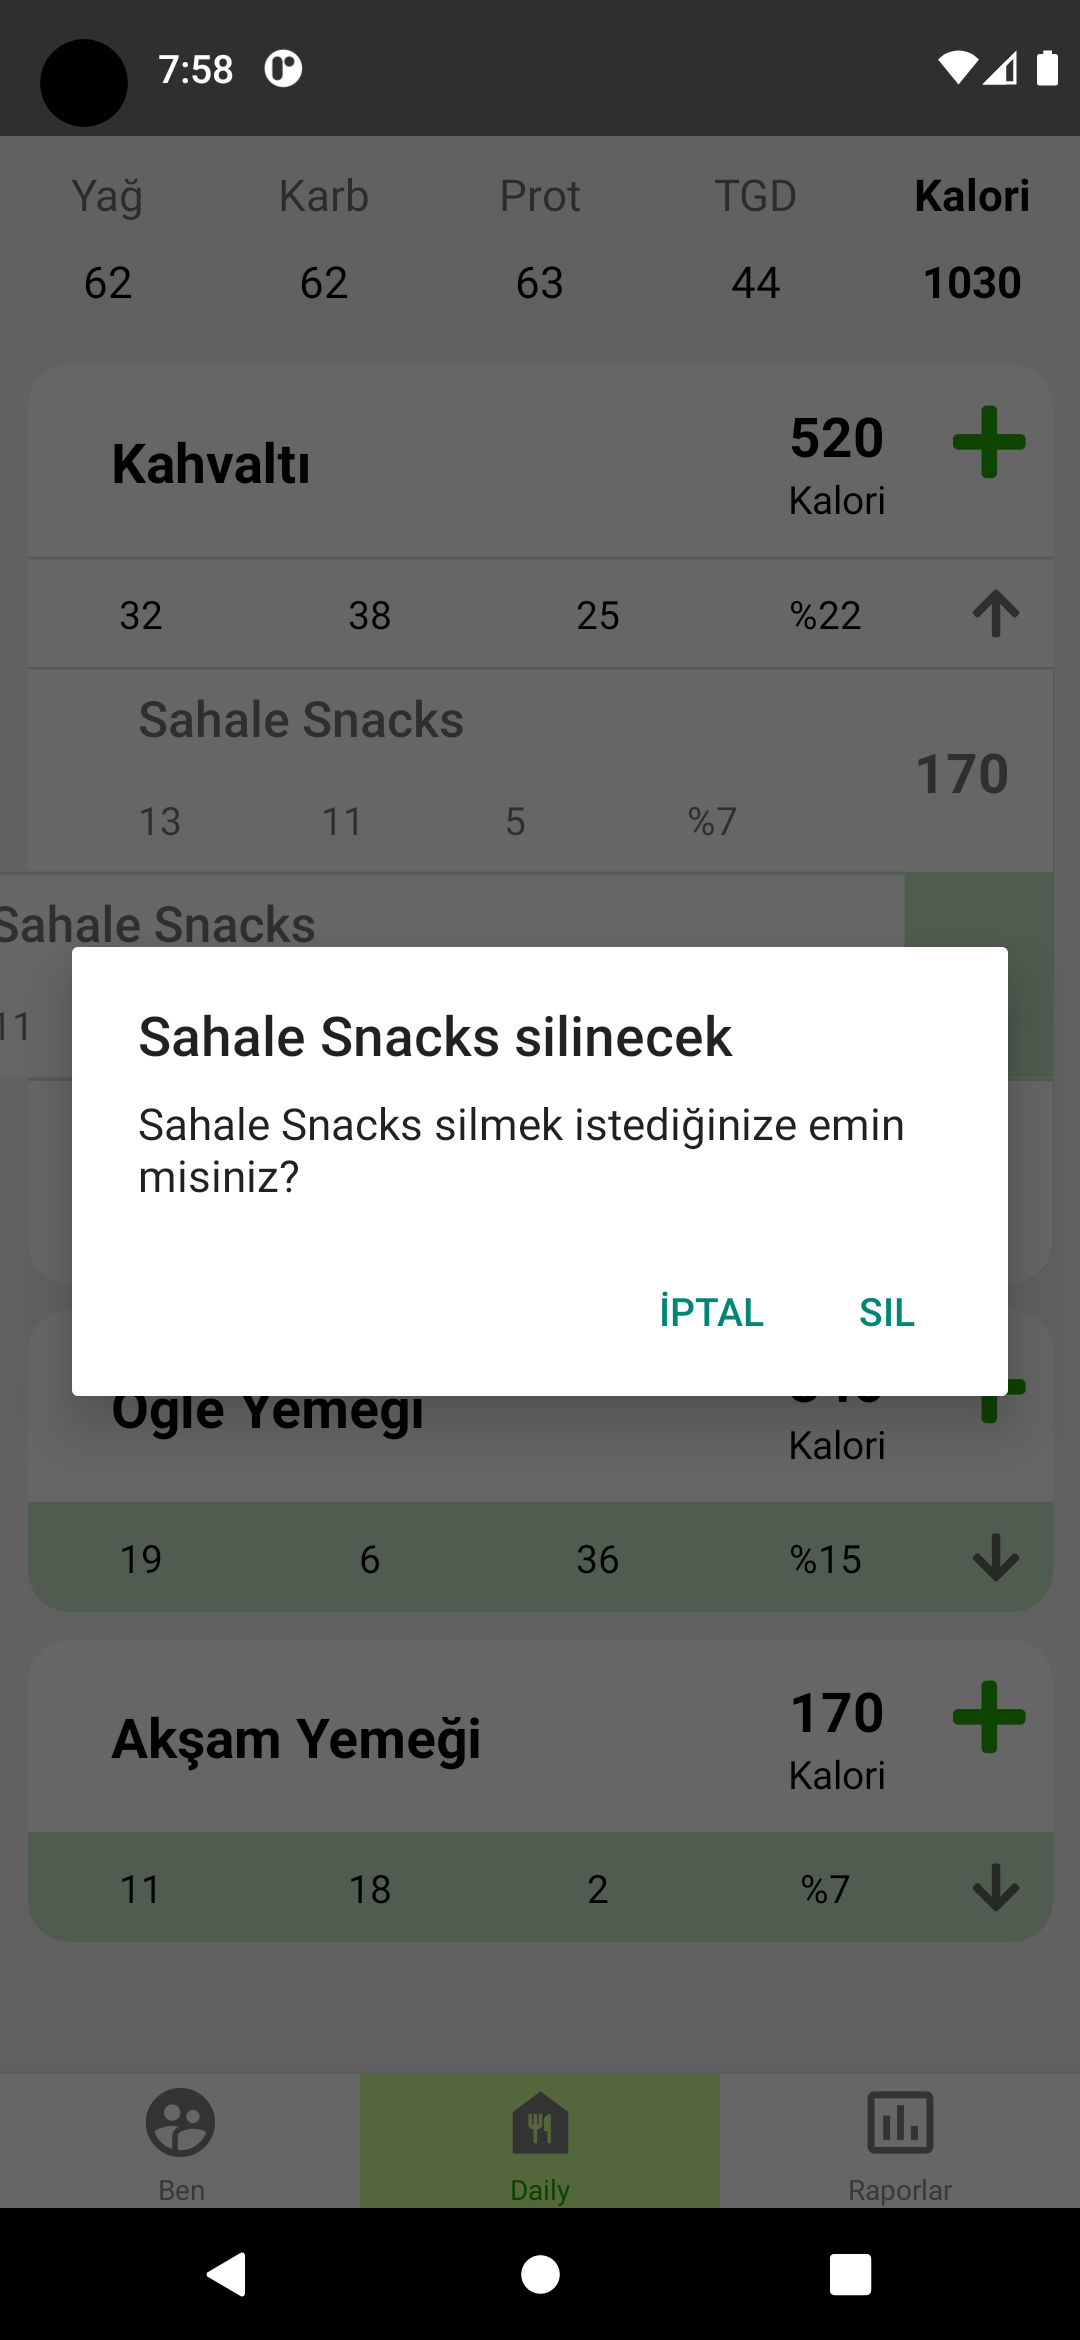 7:58
Yağ Karb Prot TGD Kalori
62 62 63 44 1030
Kahvaltı
520
Kalori
32 38 25 %22
Sahale Snacks
170
13 11 5 %7
Sahale Snacks
11
Sahale Snacks silinecek
Sahale Snacks silmek istediğinize emin
misiniz?
İPTAL SIL
Öğle Yemeği
Kalori
19 6 36 %15
Akşam Yemeği
170
Kalori
11 18 2 %7
Ben Daily Raporlar